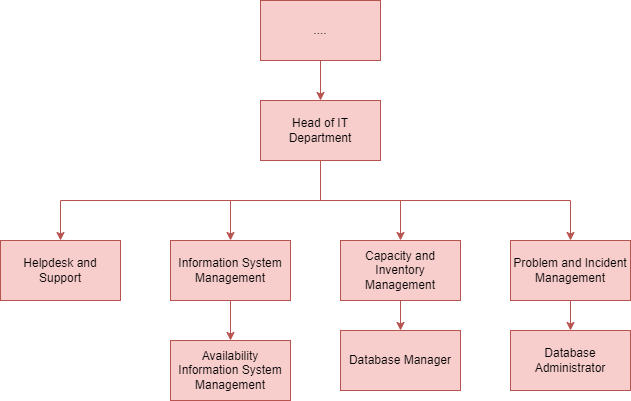 ....
Head of IT
Department
Helpdesk and
Support
Information System
Management
Capacity and
Inventory
Management
Problem and Incident
Management
Availability
Information System
Management
Database Manager
Database
Administrator